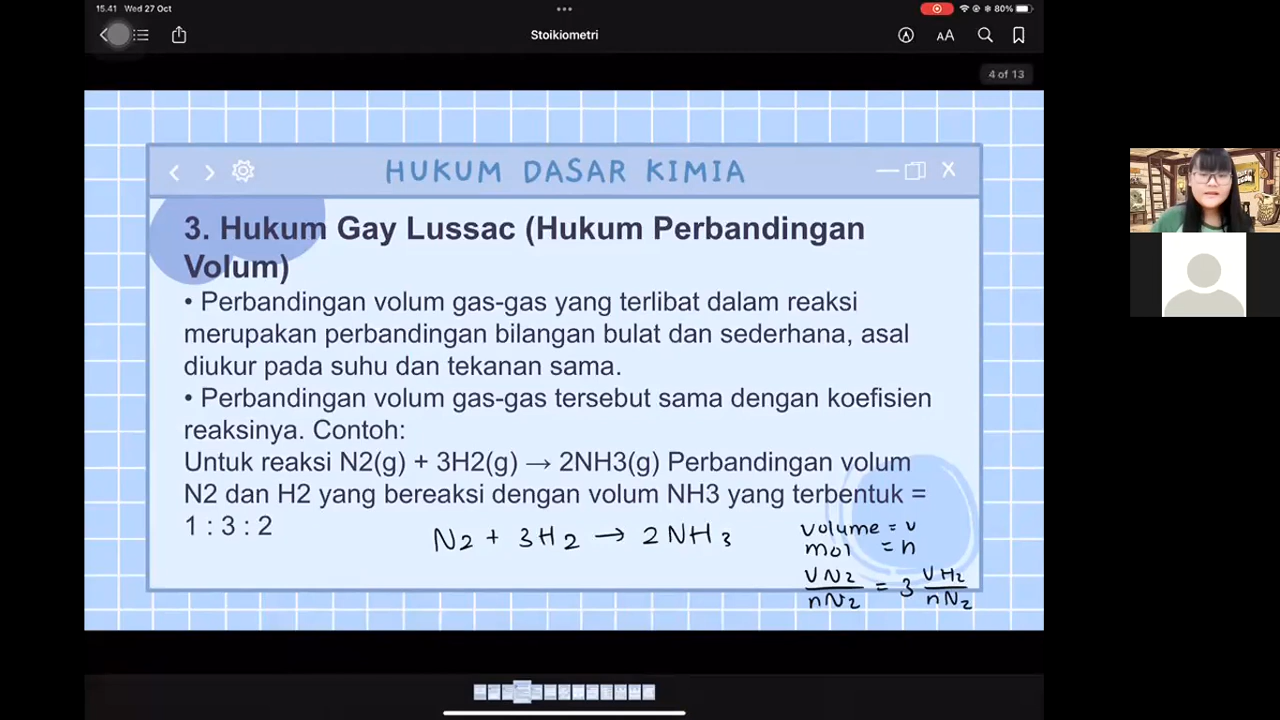 15.41 Wed 27 Oct
80%
Stoikiometri
AA
4 of 13
HUKUM DASAR KIMIA
3. Hukum Gay Lussac (Hukum Perbandingan
Volum)
• Perbandingan volum gas-gas yang terlibat dalam reaksi
merupakan perbandingan bilangan bulat dan sederhana, asal
diukur pada suhu dan tekanan sama.
• Perbandingan volum gas-gas tersebut sama dengan koefisien
reaksinya. Contoh:
Untuk reaksi N2(g) + 3H2(g) → 2NH3(g) Perbandingan volum
N2 dan H2 yang bereaksi dengan volum NH3 yang terbentuk =
1 : 3 : 2
N2 + 3H2 → 2NH3
volume = v
mol = n
VN2 / nN2 = 3 VH2 / nN2